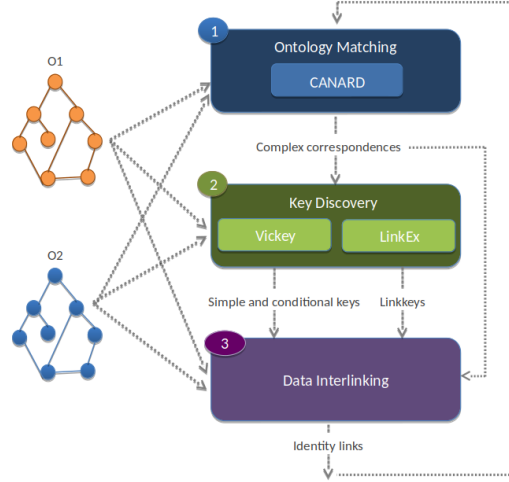 1
Ontology Matching
CANARD
O1
Complex correspondences
2
Key Discovery
Vickey
LinkEx
O2
Simple and conditional keys
Linkkeys
3
Data Interlinking
Identity links